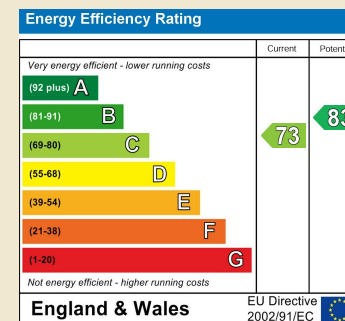 Energy Efficiency Rating
Current
Very energy efficient - lower running costs
(92 plus) A
(81-91) B
83
(69-80) C
73
(55-68) D
(39-54) E
(21-38) F
(1-20) G
Not energy efficient - higher running costs
England & Wales
EU Directive
2002/91/EC